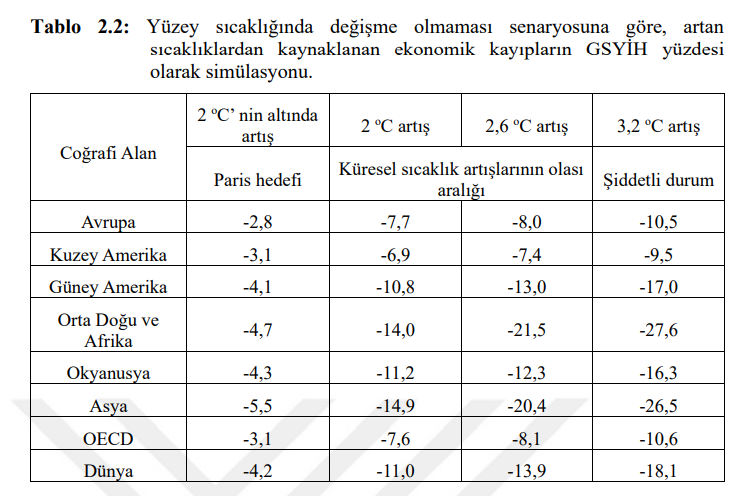 Tablo 2.2: Yüzey sıcaklığında değişme olmaması senaryosuna göre, artan
sıcaklıklardan kaynaklanan ekonomik kayıpların GSYİH yüzdesi
olarak simülasyonu.
Coğrafi Alan
2 ºC’ nin altında
artış
2 ºC artış
2,6 ºC artış
3,2 ºC artış
Paris hedefi
Küresel sıcaklık artışlarının olası
aralığı
Şiddetli durum
Avrupa -2,8 -7,7 -8,0 -10,5
Kuzey Amerika -3,1 -6,9 -7,4 -9,5
Güney Amerika -4,1 -10,8 -13,0 -17,0
Orta Doğu ve
Afrika -4,7 -14,0 -21,5 -27,6
Okyanusya -4,3 -11,2 -12,3 -16,3
Asya -5,5 -14,9 -20,4 -26,5
OECD -3,1 -7,6 -8,1 -10,6
Dünya -4,2 -11,0 -13,9 -18,1